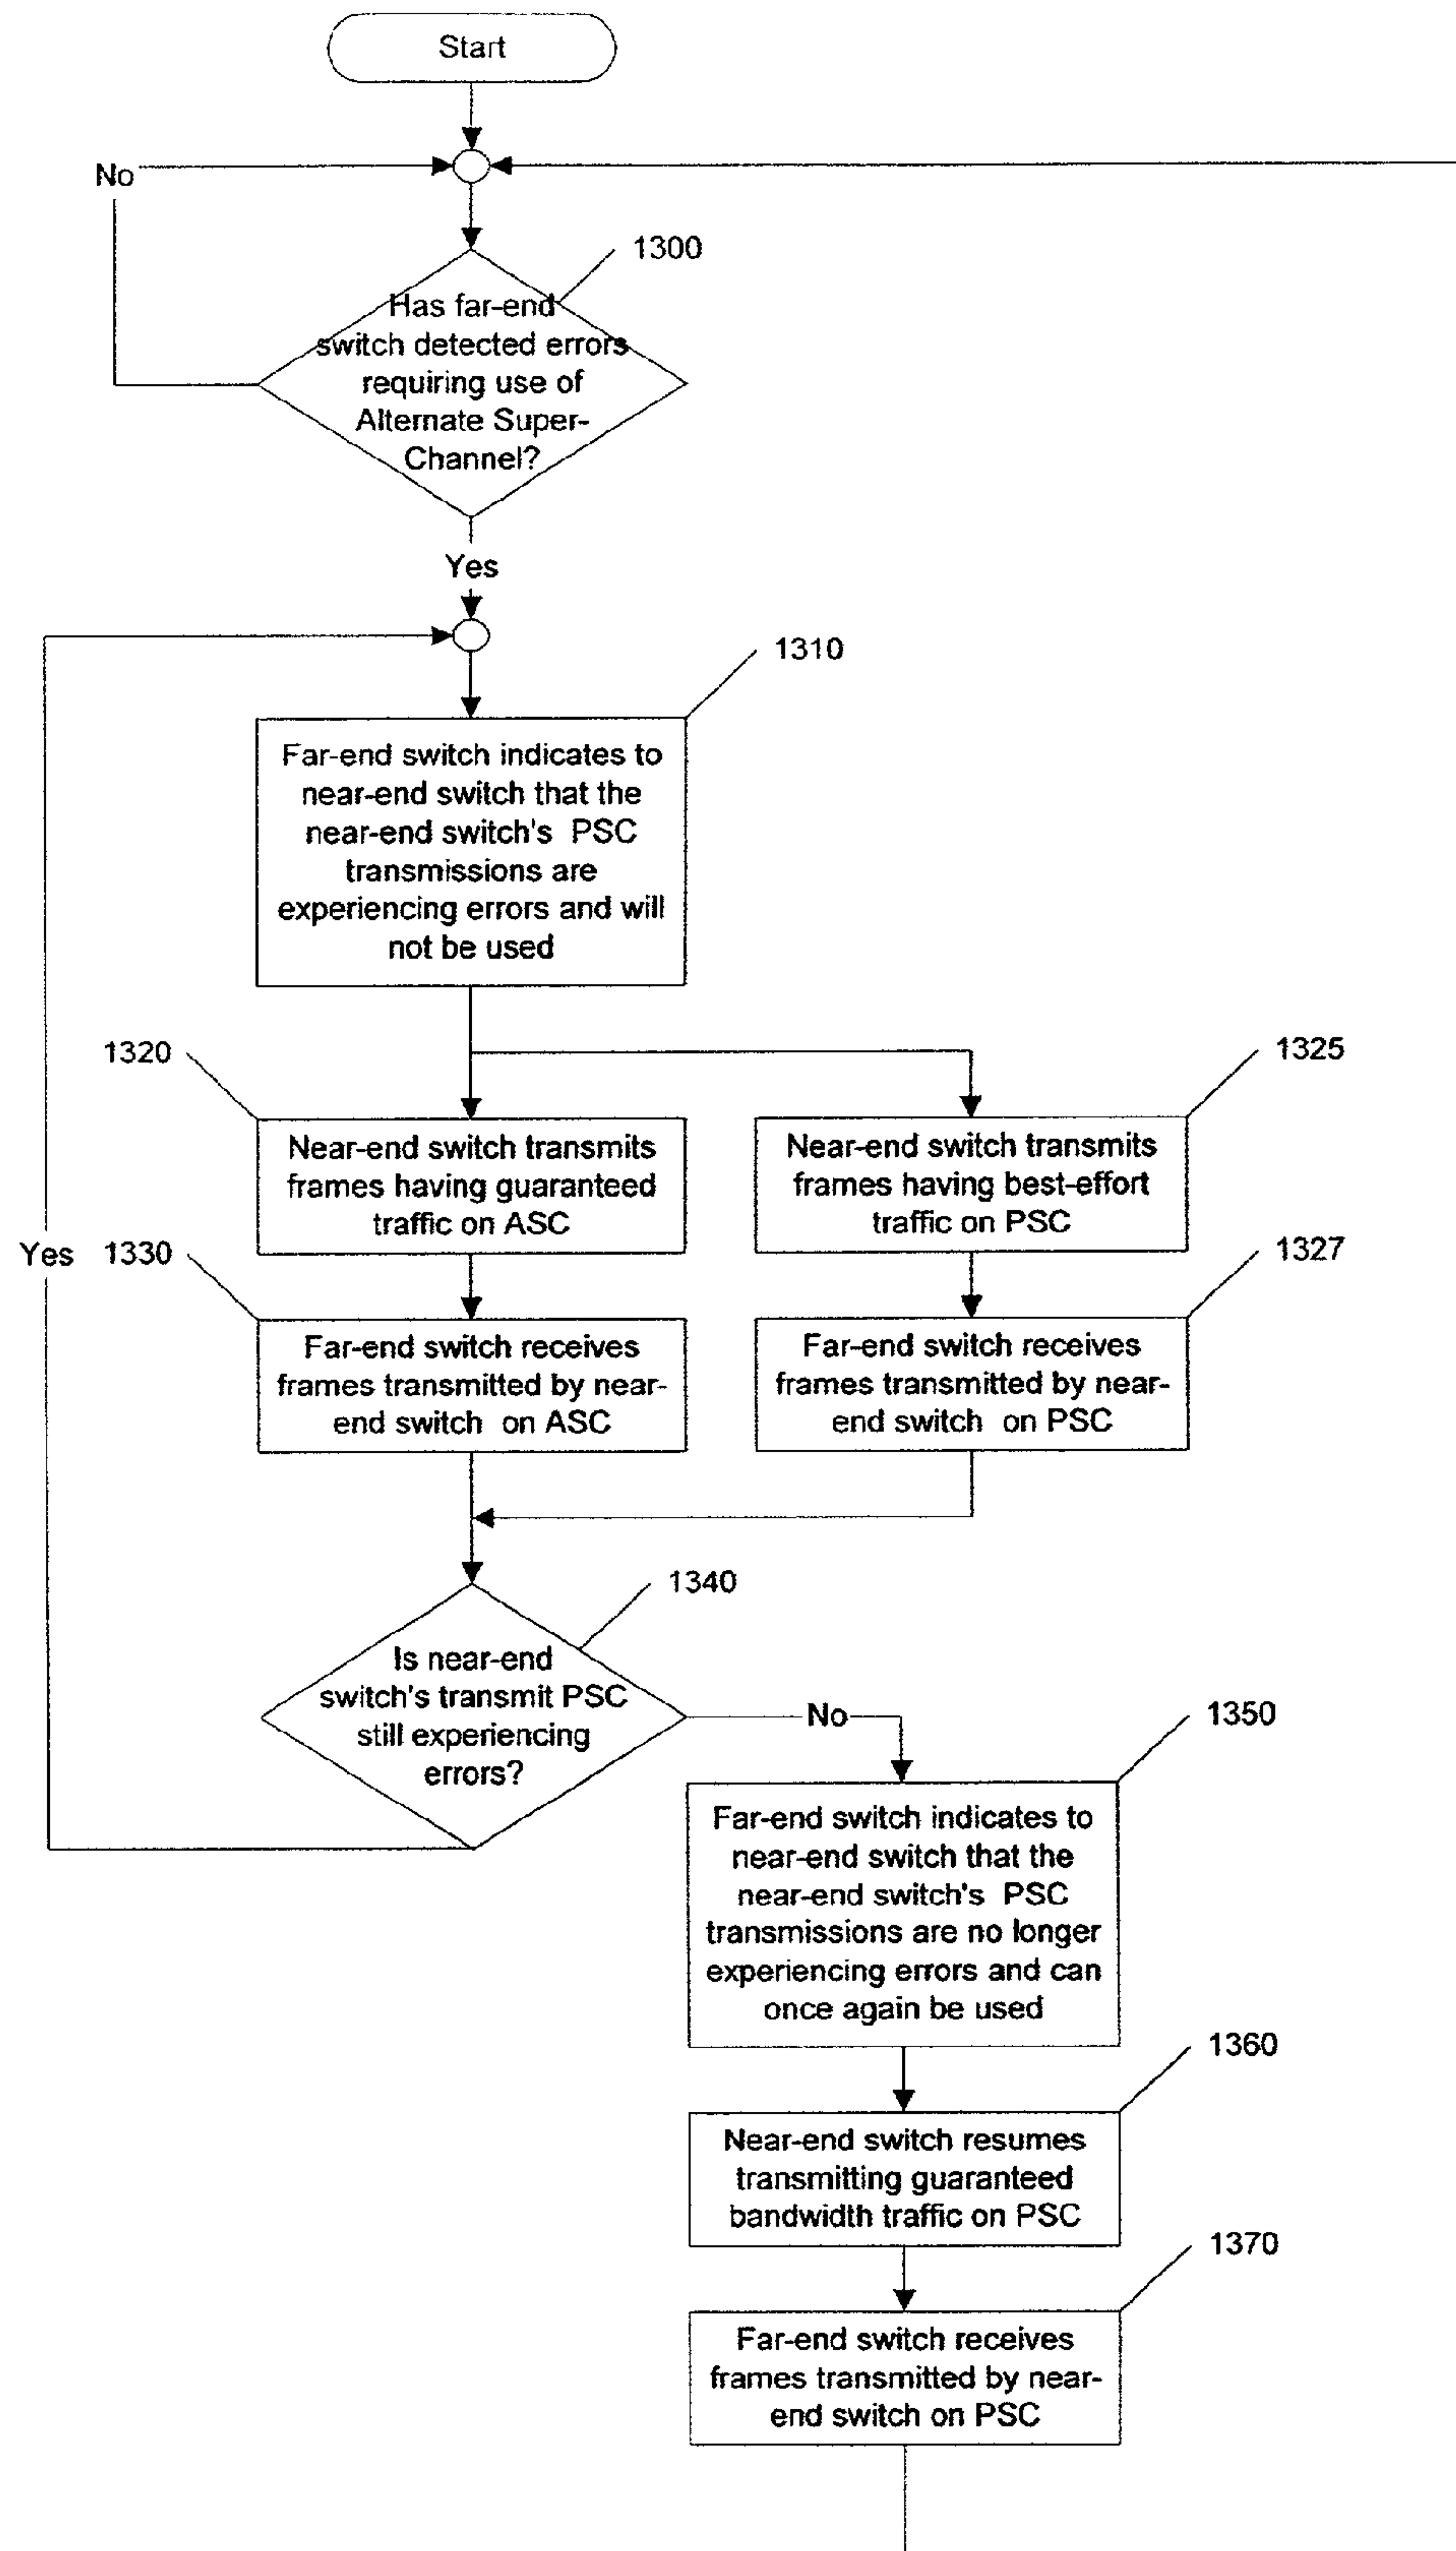 Start
No
1300
Has far-end
switch detected errors
requiring use of
Alternate Super-
Channel?
Yes
1310
Far-end switch indicates to
near-end switch that the
near-end switch's PSC
transmissions are
experiencing errors and will
not be used
1320
1325
Near-end switch transmits
frames having guaranteed
traffic on ASC
Near-end switch transmits
frames having best-effort
traffic on PSC
Yes
1330
1327
Far-end switch receives
frames transmitted by near-
end switch on ASC
Far-end switch receives
frames transmitted by near-
end switch on PSC
1340
Is near-end
switch's transmit PSC
still experiencing
errors?
No
1350
Far-end switch indicates to
near-end switch that the
near-end switch's PSC
transmissions are no longer
experiencing errors and can
once again be used
1360
Near-end switch resumes
transmitting guaranteed
bandwidth traffic on PSC
1370
Far-end switch receives
frames transmitted by near-
end switch on PSC